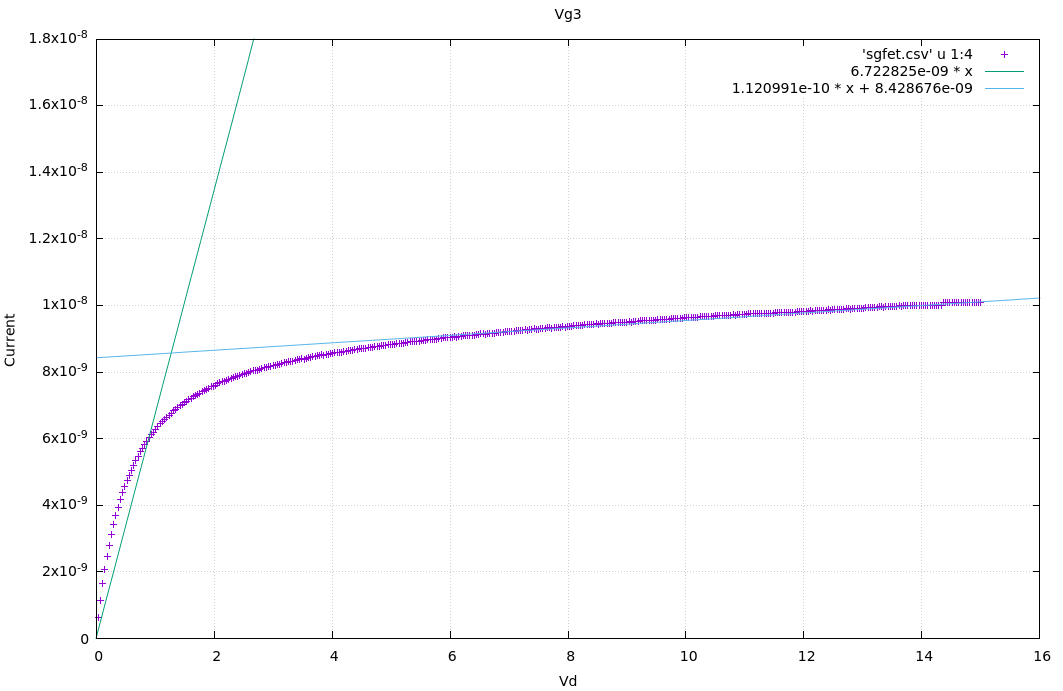 Vg3
1.8x10⁻⁸
1.6x10⁻⁸
1.4x10⁻⁸
1.2x10⁻⁸
1x10⁻⁸
8x10⁻⁹
6x10⁻⁹
4x10⁻⁹
2x10⁻⁹
0
Current
'sgfet.csv' u 1:4
6.722825e-09 * x
1.120991e-10 * x + 8.428676e-09
0 2 4 6 8 10 12 14 16
Vd